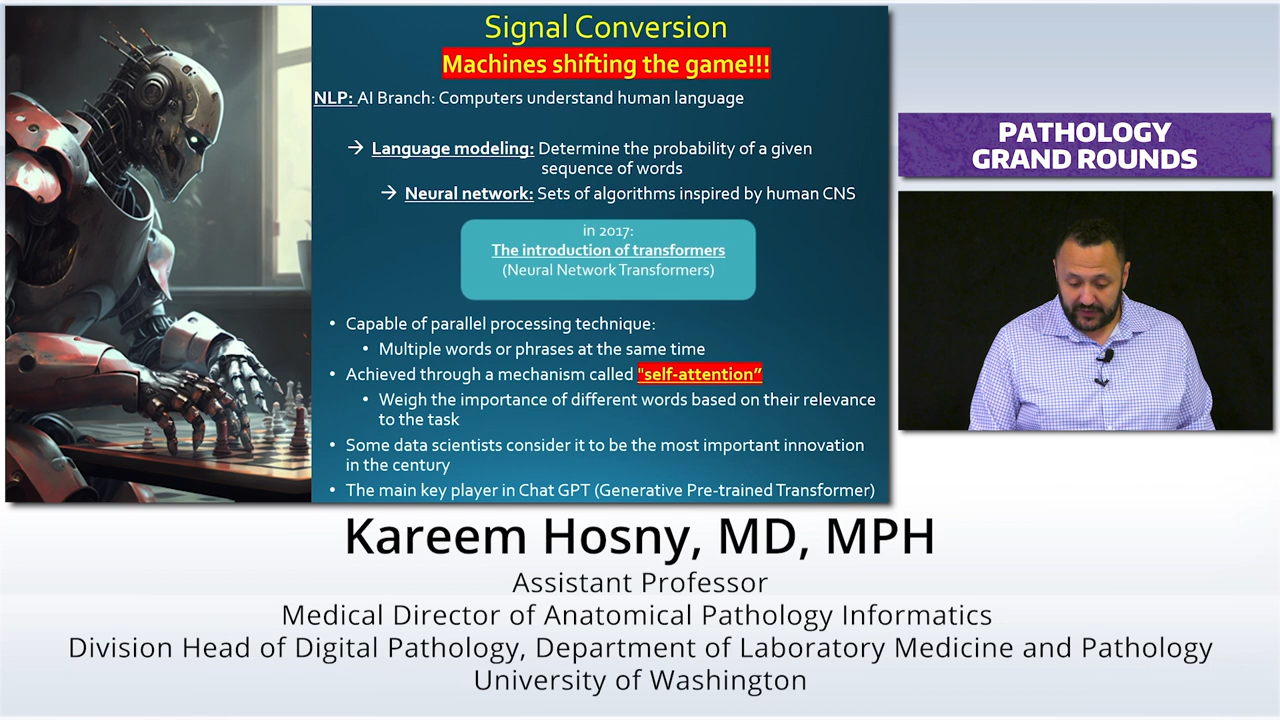 Signal Conversion
Machines shifting the game!!!
NLP: AI Branch: Computers understand human language
→ Language modeling: Determine the probability of a given
sequence of words
→ Neural network: Sets of algorithms inspired by human CNS
in 2017:
The introduction of transformers
(Neural Network Transformers)
• Capable of parallel processing technique:
• Multiple words or phrases at the same time
• Achieved through a mechanism called "self-attention”
• Weigh the importance of different words based on their relevance
to the task
• Some data scientists consider it to be the most important innovation
in the century
• The main key player in Chat GPT (Generative Pre-trained Transformer)
PATHOLOGY
GRAND ROUNDS
Kareem Hosny, MD, MPH
Assistant Professor
Medical Director of Anatomical Pathology Informatics
Division Head of Digital Pathology, Department of Laboratory Medicine and Pathology
University of Washington